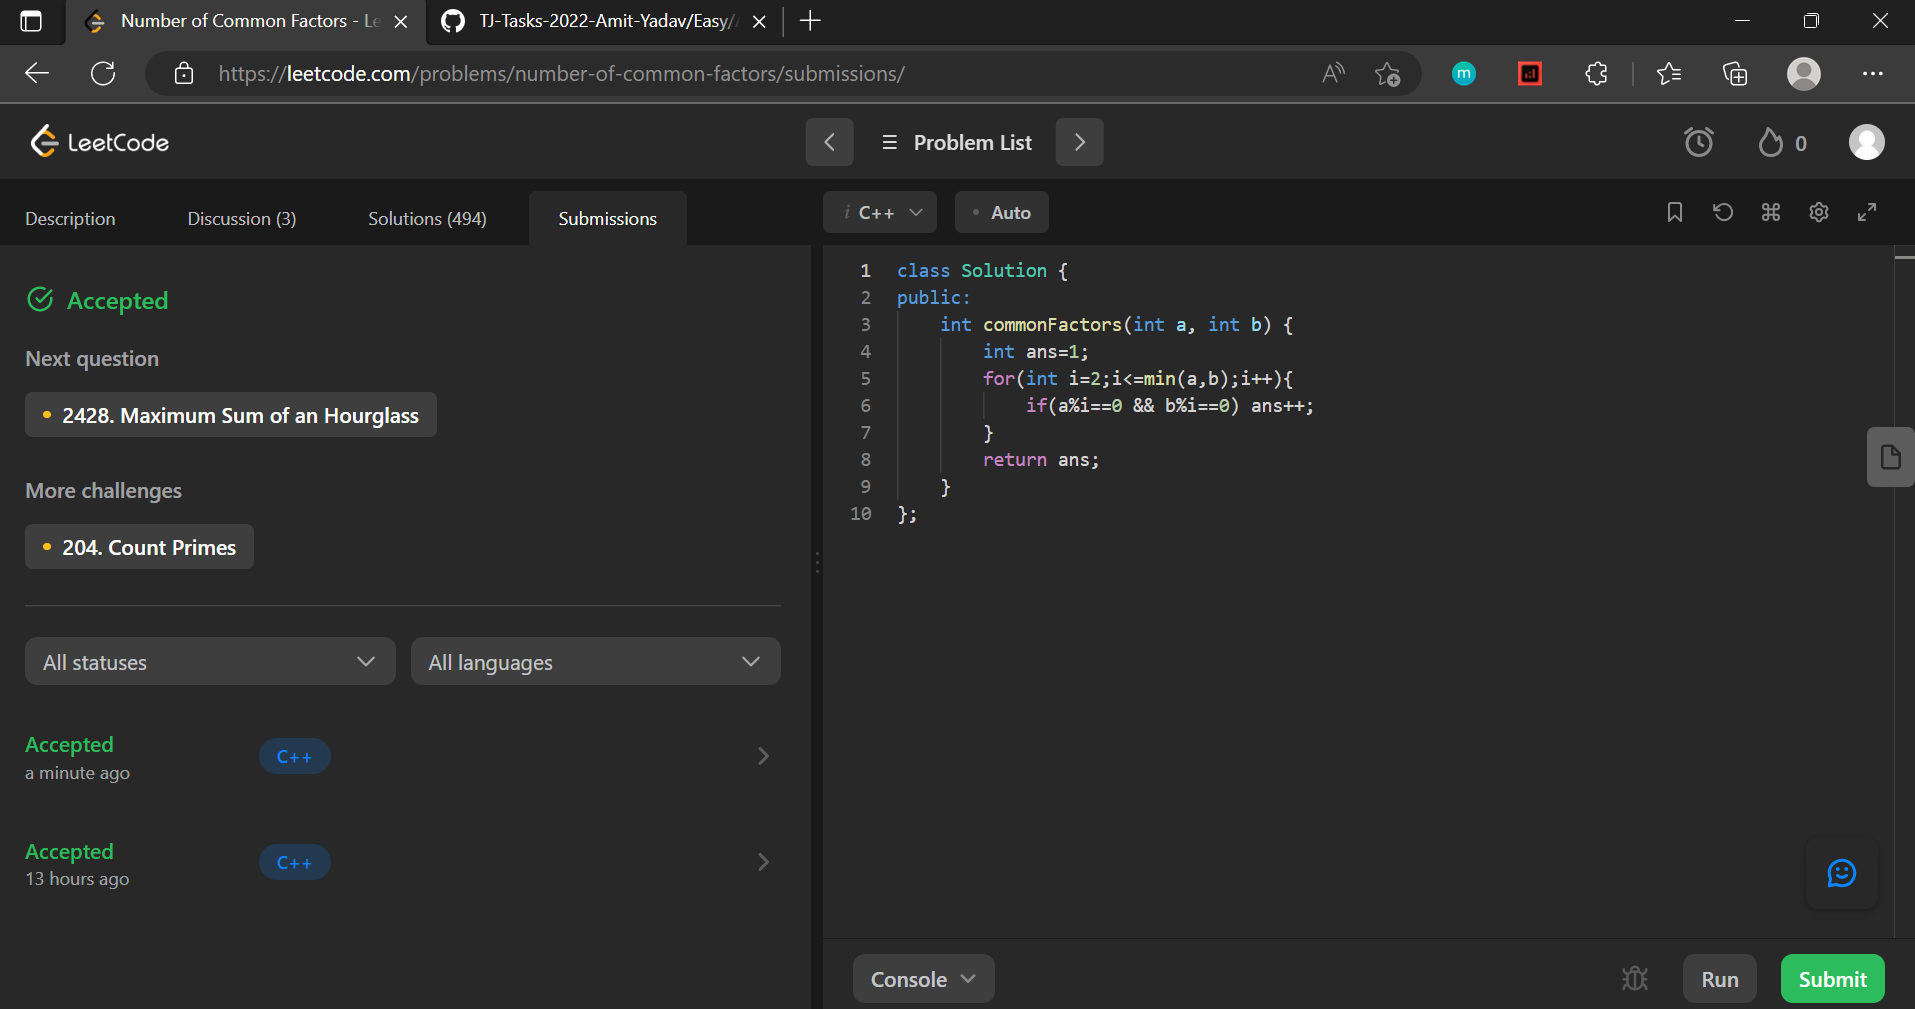 Number of Common Factors - Le
TJ-Tasks-2022-Amit-Yadav/Easy/
https://leetcode.com/problems/number-of-common-factors/submissions/
m
LeetCode
Problem List
0
Description
Discussion (3)
Solutions (494)
Submissions
i C++
Auto
Accepted
Next question
2428. Maximum Sum of an Hourglass
More challenges
204. Count Primes
All statuses
All languages
Accepted
C++
a minute ago
Accepted
C++
13 hours ago
1 class Solution {
2 public:
3     int commonFactors(int a, int b) {
4         int ans=1;
5         for(int i=2;i<=min(a,b);i++){
6             if(a%i==0 && b%i==0) ans++;
7         }
8         return ans;
9     }
10 };
Console
Run
Submit